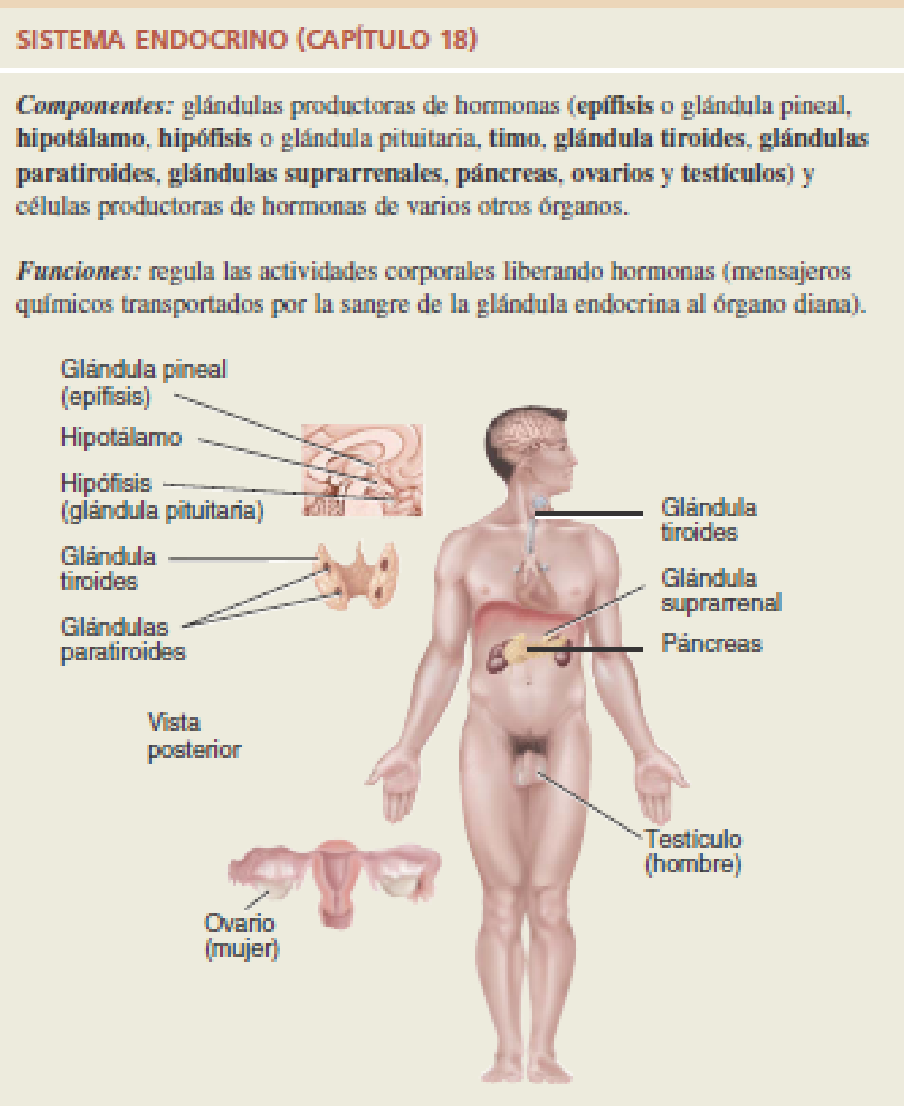 SISTEMA ENDOCRINO (CAPÍTULO 18)
Componentes: glándulas productoras de hormonas (epífisis o glándula pineal,
hipotálamo, hipófisis o glándula pituitaria, timo, glándula tiroides, glándulas
paratiroides, glándulas suprarrenales, páncreas, ovarios y testículos) y
células productoras de hormonas de varios otros órganos.
Funciones: regula las actividades corporales liberando hormonas (mensajeros
químicos transportados por la sangre de la glándula endocrina al órgano diana).
Glándula pineal
(epífisis)
Hipotálamo
Hipófisis
(glándula pituitaria)
Glándula
tiroides
Glándulas
paratiroides
Vista
posterior
Glándula
tiroides
Glándula
suprarrenal
Páncreas
Testículo
(hombre)
Ovario
(mujer)